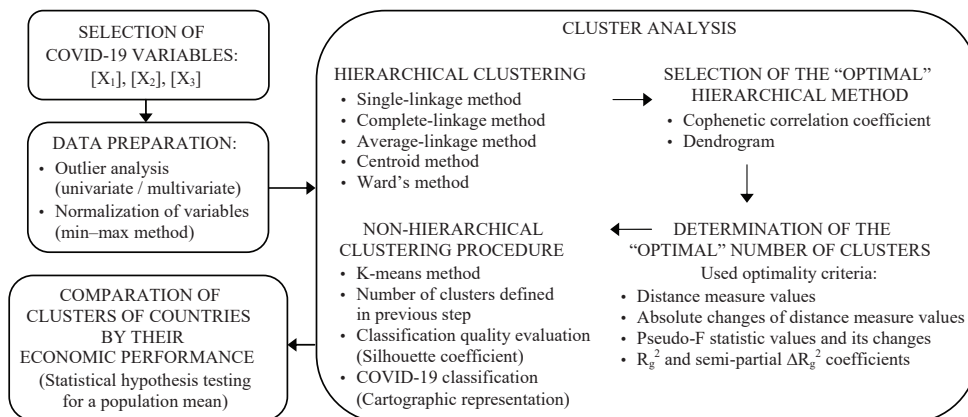 SELECTION OF
COVID-19 VARIABLES:
[X₁], [X₂], [X₃]
DATA PREPARATION:
• Outlier analysis
(univariate / multivariate)
• Normalization of variables
(min–max method)
CLUSTER ANALYSIS
HIERARCHICAL CLUSTERING
• Single-linkage method
• Complete-linkage method
• Average-linkage method
• Centroid method
• Ward’s method
SELECTION OF THE “OPTIMAL”
HIERARCHICAL METHOD
• Cophenetic correlation coefficient
• Dendrogram
DETERMINATION OF THE
“OPTIMAL” NUMBER OF CLUSTERS
Used optimality criteria:
• Distance measure values
• Absolute changes of distance measure values
• Pseudo-F statistic values and its changes
• R_g² and semi-partial ΔR_g² coefficients
NON-HIERARCHICAL
CLUSTERING PROCEDURE
• K-means method
• Number of clusters defined
in previous step
• Classification quality evaluation
(Silhouette coefficient)
• COVID-19 classification
(Cartographic representation)
COMPARATION OF
CLUSTERS OF COUNTRIES
BY THEIR
ECONOMIC PERFORMANCE
(Statistical hypothesis testing
for a population mean)